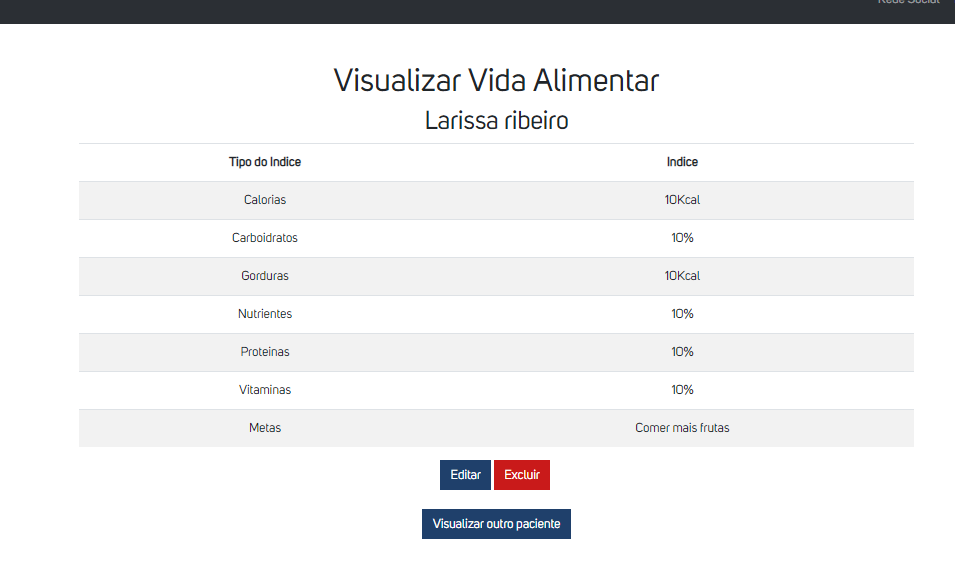 Rede Social
Visualizar Vida Alimentar
Larissa ribeiro
Tipo do Indice Indice
Calorias 10Kcal
Carboidratos 10%
Gorduras 10Kcal
Nutrientes 10%
Proteinas 10%
Vitaminas 10%
Metas Comer mais frutas
Editar Excluir
Visualizar outro paciente